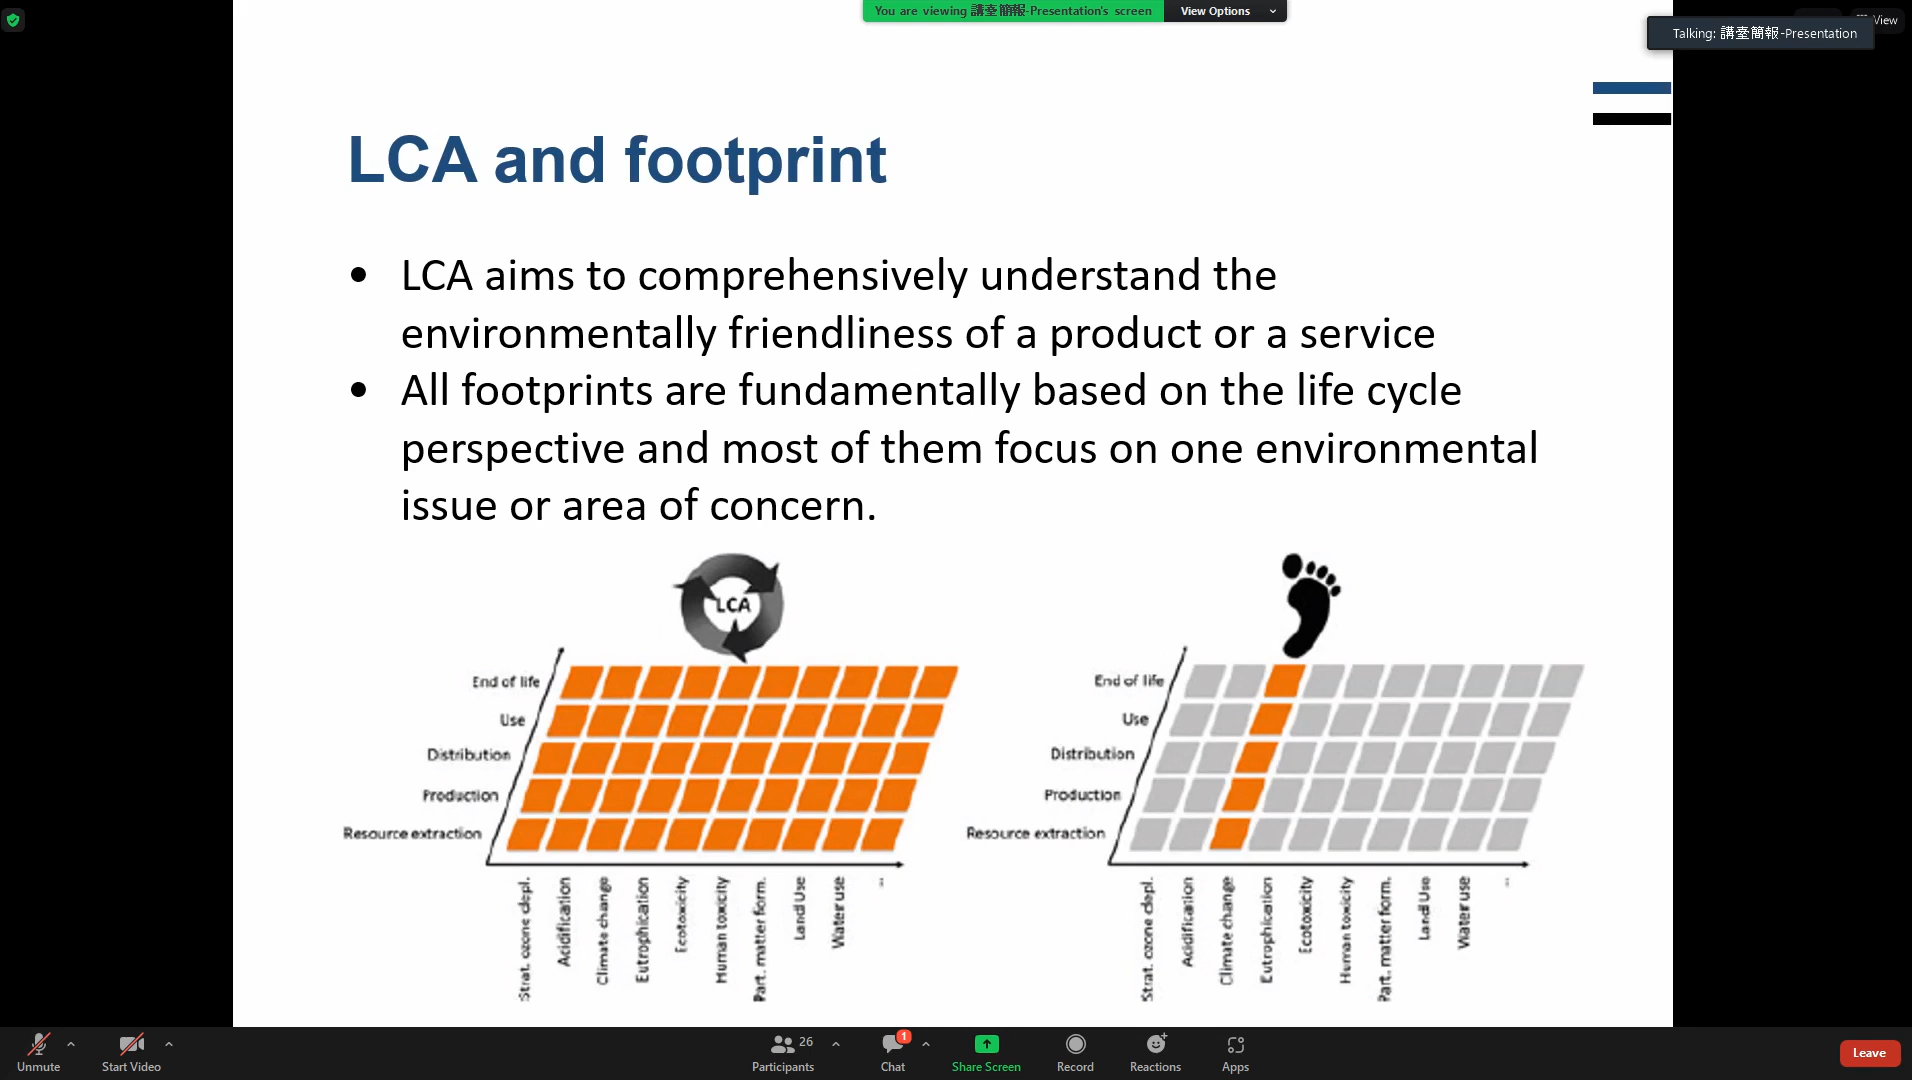 You are viewing 講臺簡報-Presentation's screen
View Options
View
Talking: 講臺簡報-Presentation
LCA and footprint
• LCA aims to comprehensively understand the
environmentally friendliness of a product or a service
• All footprints are fundamentally based on the life cycle
perspective and most of them focus on one environmental
issue or area of concern.
LCA
End of life
Use
Distribution
Production
Resource extraction
Strat. ozone depl.
Acidification
Climate change
Eutrophication
Ecotoxicity
Human toxicity
Part. matter form.
Land Use
Water use
...
End of life
Use
Distribution
Production
Resource extraction
Strat. ozone depl.
Acidification
Climate change
Eutrophication
Ecotoxicity
Human toxicity
Part. matter form.
Land Use
Water use
...
Unmute
Start Video
26
Participants
1
Chat
Share Screen
Record
Reactions
Apps
Leave